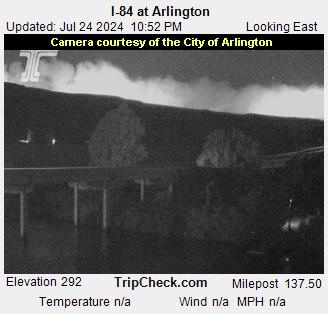 I-84 at Arlington
Updated: Jul 24 2024 10:52 PM Looking East
Camera courtesy of the City of Arlington
Elevation 292 TripCheck.com Milepost 137.50
Temperature n/a Wind n/a MPH n/a